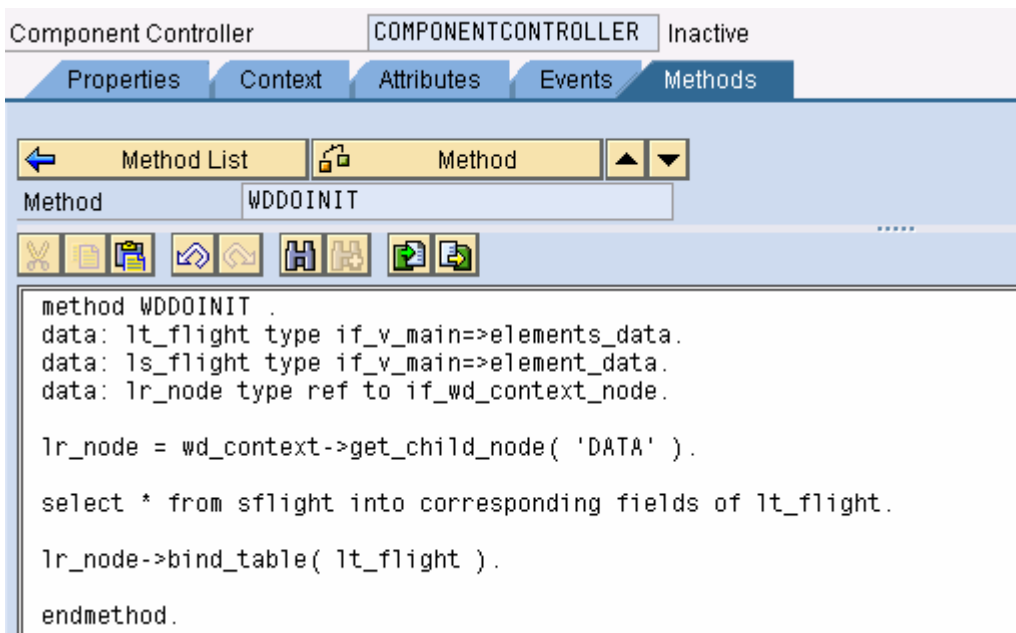 Component Controller COMPONENTCONTROLLER Inactive
Properties Context Attributes Events Methods
Method List Method
Method WDDOINIT
method WDDOINIT .
data: lt_flight type if_v_main=>elements_data.
data: ls_flight type if_v_main=>element_data.
data: lr_node type ref to if_wd_context_node.
lr_node = wd_context->get_child_node( 'DATA' ).
select * from sflight into corresponding fields of lt_flight.
lr_node->bind_table( lt_flight ).
endmethod.